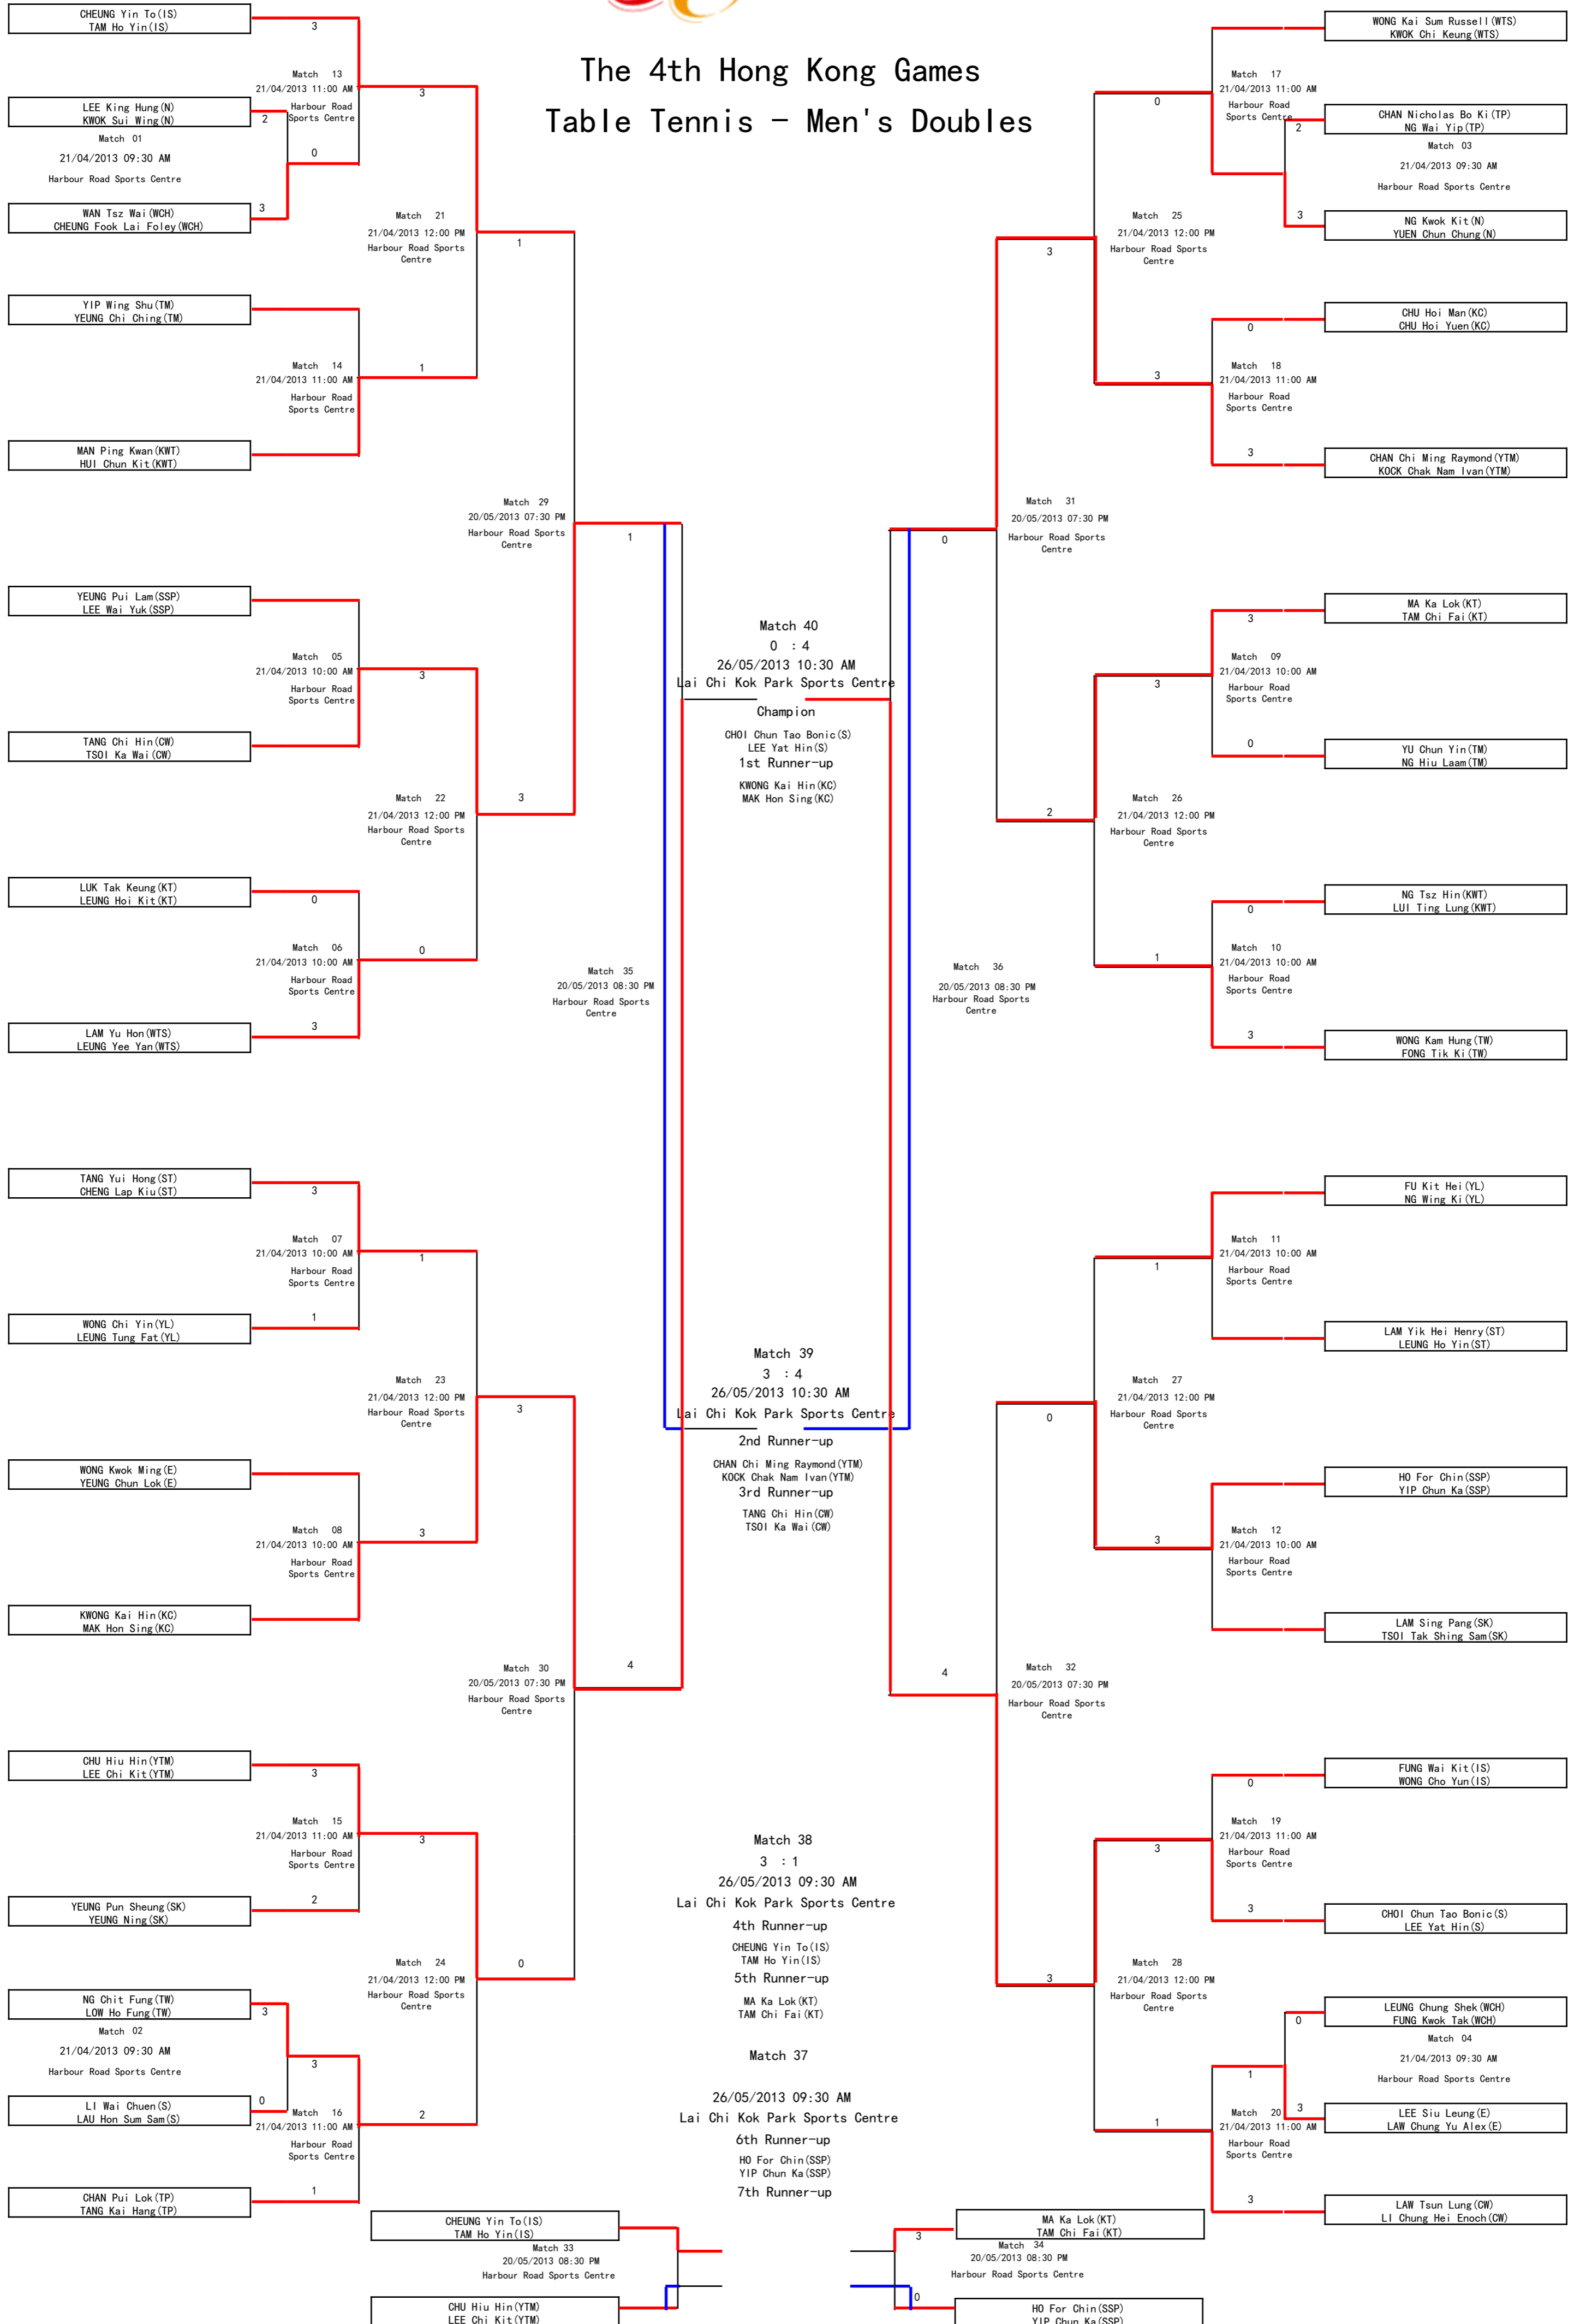 The 4th Hong Kong Games
Table Tennis - Men's Doubles
CHEUNG Yin To(IS)
TAM Ho Yin(IS)
3
Match 13
21/04/2013 11:00 AM
Harbour Road
Sports Centre
3
LEE King Hung(N)
KWOK Sui Wing(N)
2
Match 01
21/04/2013 09:30 AM
Harbour Road Sports Centre
0
WAN Tsz Wai(WCH)
CHEUNG Fook Lai Foley(WCH)
3
Match 21
21/04/2013 12:00 PM
Harbour Road Sports
Centre
1
YIP Wing Shu(TM)
YEUNG Chi Ching(TM)
Match 14
21/04/2013 11:00 AM
Harbour Road
Sports Centre
1
MAN Ping Kwan(KWT)
HUI Chun Kit(KWT)
Match 29
20/05/2013 07:30 PM
Harbour Road Sports
Centre
1
YEUNG Pui Lam(SSP)
LEE Wai Yuk(SSP)
Match 05
21/04/2013 10:00 AM
Harbour Road
Sports Centre
3
TANG Chi Hin(CW)
TSOI Ka Wai(CW)
Match 22
21/04/2013 12:00 PM
Harbour Road Sports
Centre
3
LUK Tak Keung(KT)
LEUNG Hoi Kit(KT)
0
Match 06
21/04/2013 10:00 AM
Harbour Road
Sports Centre
0
LAM Yu Hon(WTS)
LEUNG Yee Yan(WTS)
3
Match 35
20/05/2013 08:30 PM
Harbour Road Sports
Centre
TANG Yui Hong(ST)
CHENG Lap Kiu(ST)
3
Match 07
21/04/2013 10:00 AM
Harbour Road
Sports Centre
1
WONG Chi Yin(YL)
LEUNG Tung Fat(YL)
1
Match 23
21/04/2013 12:00 PM
Harbour Road Sports
Centre
3
WONG Kwok Ming(E)
YEUNG Chun Lok(E)
Match 08
21/04/2013 10:00 AM
Harbour Road
Sports Centre
3
KWONG Kai Hin(KC)
MAK Hon Sing(KC)
Match 30
20/05/2013 07:30 PM
Harbour Road Sports
Centre
4
CHU Hiu Hin(YTM)
LEE Chi Kit(YTM)
3
Match 15
21/04/2013 11:00 AM
Harbour Road
Sports Centre
3
YEUNG Pun Sheung(SK)
YEUNG Ning(SK)
2
Match 24
21/04/2013 12:00 PM
Harbour Road Sports
Centre
0
NG Chit Fung(TW)
LOW Ho Fung(TW)
3
Match 02
21/04/2013 09:30 AM
Harbour Road Sports Centre
3
LI Wai Chuen(S)
LAU Hon Sum Sam(S)
0
Match 16
21/04/2013 11:00 AM
Harbour Road
Sports Centre
2
CHAN Pui Lok(TP)
TANG Kai Hang(TP)
1
Match 40
0 : 4
26/05/2013 10:30 AM
Lai Chi Kok Park Sports Centre
Champion
CHOI Chun Tao Bonic(S)
LEE Yat Hin(S)
1st Runner-up
KWONG Kai Hin(KC)
MAK Hon Sing(KC)
Match 39
3 : 4
26/05/2013 10:30 AM
Lai Chi Kok Park Sports Centre
2nd Runner-up
CHAN Chi Ming Raymond(YTM)
KOCK Chak Nam Ivan(YTM)
3rd Runner-up
TANG Chi Hin(CW)
TSOI Ka Wai(CW)
Match 38
3 : 1
26/05/2013 09:30 AM
Lai Chi Kok Park Sports Centre
4th Runner-up
CHEUNG Yin To(IS)
TAM Ho Yin(IS)
5th Runner-up
MA Ka Lok(KT)
TAM Chi Fai(KT)
Match 37
26/05/2013 09:30 AM
Lai Chi Kok Park Sports Centre
6th Runner-up
HO For Chin(SSP)
YIP Chun Ka(SSP)
7th Runner-up
WONG Kai Sum Russell(WTS)
KWOK Chi Keung(WTS)
Match 17
21/04/2013 11:00 AM
Harbour Road
Sports Centre
0
CHAN Nicholas Bo Ki(TP)
NG Wai Yip(TP)
2
Match 03
21/04/2013 09:30 AM
Harbour Road Sports Centre
3
NG Kwok Kit(N)
YUEN Chun Chung(N)
Match 25
21/04/2013 12:00 PM
Harbour Road Sports
Centre
3
CHU Hoi Man(KC)
CHU Hoi Yuen(KC)
0
Match 18
21/04/2013 11:00 AM
Harbour Road
Sports Centre
3
CHAN Chi Ming Raymond(YTM)
KOCK Chak Nam Ivan(YTM)
3
Match 31
20/05/2013 07:30 PM
Harbour Road Sports
Centre
0
MA Ka Lok(KT)
TAM Chi Fai(KT)
3
Match 09
21/04/2013 10:00 AM
Harbour Road
Sports Centre
3
YU Chun Yin(TM)
NG Hiu Laam(TM)
0
Match 26
21/04/2013 12:00 PM
Harbour Road Sports
Centre
2
NG Tsz Hin(KWT)
LUI Ting Lung(KWT)
0
Match 10
21/04/2013 10:00 AM
Harbour Road
Sports Centre
1
WONG Kam Hung(TW)
FONG Tik Ki(TW)
3
Match 36
20/05/2013 08:30 PM
Harbour Road Sports
Centre
FU Kit Hei(YL)
NG Wing Ki(YL)
Match 11
21/04/2013 10:00 AM
Harbour Road
Sports Centre
1
LAM Yik Hei Henry(ST)
LEUNG Ho Yin(ST)
Match 27
21/04/2013 12:00 PM
Harbour Road Sports
Centre
0
HO For Chin(SSP)
YIP Chun Ka(SSP)
Match 12
21/04/2013 10:00 AM
Harbour Road
Sports Centre
3
LAM Sing Pang(SK)
TSOI Tak Shing Sam(SK)
Match 32
20/05/2013 07:30 PM
Harbour Road Sports
Centre
4
FUNG Wai Kit(IS)
WONG Cho Yun(IS)
0
Match 19
21/04/2013 11:00 AM
Harbour Road
Sports Centre
3
CHOI Chun Tao Bonic(S)
LEE Yat Hin(S)
3
Match 28
21/04/2013 12:00 PM
Harbour Road Sports
Centre
3
LEUNG Chung Shek(WCH)
FUNG Kwok Tak(WCH)
0
Match 04
21/04/2013 09:30 AM
Harbour Road Sports Centre
1
LEE Siu Leung(E)
LAW Chung Yu Alex(E)
3
Match 20
21/04/2013 11:00 AM
Harbour Road
Sports Centre
1
LAW Tsun Lung(CW)
LI Chung Hei Enoch(CW)
3
CHEUNG Yin To(IS)
TAM Ho Yin(IS)
Match 33
20/05/2013 08:30 PM
Harbour Road Sports Centre
CHU Hiu Hin(YTM)
LEE Chi Kit(YTM)
MA Ka Lok(KT)
TAM Chi Fai(KT)
3
Match 34
20/05/2013 08:30 PM
Harbour Road Sports Centre
0
HO For Chin(SSP)
YIP Chun Ka(SSP)